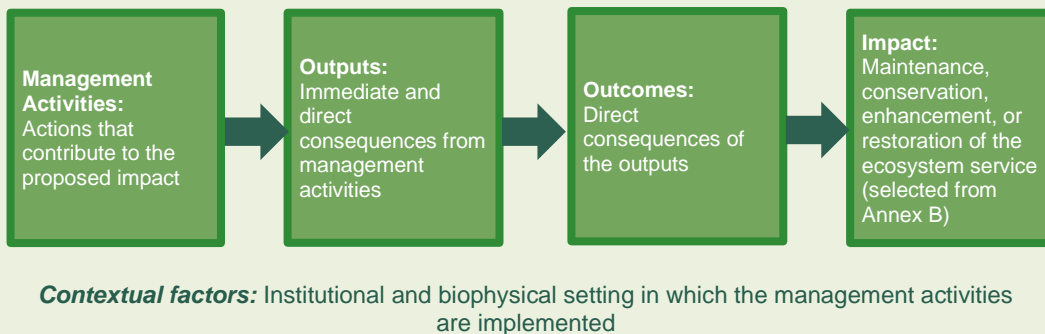 Management
Activities:
Actions that
contribute to the
proposed impact
Outputs:
Immediate and
direct
consequences from
management
activities
Outcomes:
Direct
consequences of
the outputs
Impact:
Maintenance,
conservation,
enhancement, or
restoration of the
ecosystem service
(selected from
Annex B)
Contextual factors: Institutional and biophysical setting in which the management activities
are implemented